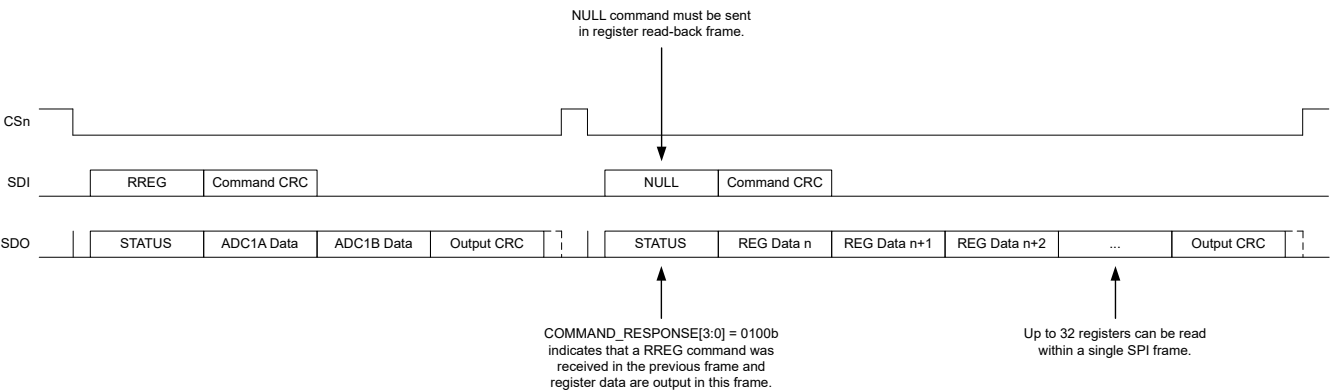 NULL command must be sent
in register read-back frame.
CSn
SDI
RREG
Command CRC
NULL
Command CRC
SDO
STATUS
ADC1A Data
ADC1B Data
Output CRC
STATUS
REG Data n
REG Data n+1
REG Data n+2
...
Output CRC
COMMAND_RESPONSE[3:0] = 0100b
indicates that a RREG command was
received in the previous frame and
register data are output in this frame.
Up to 32 registers can be read
within a single SPI frame.